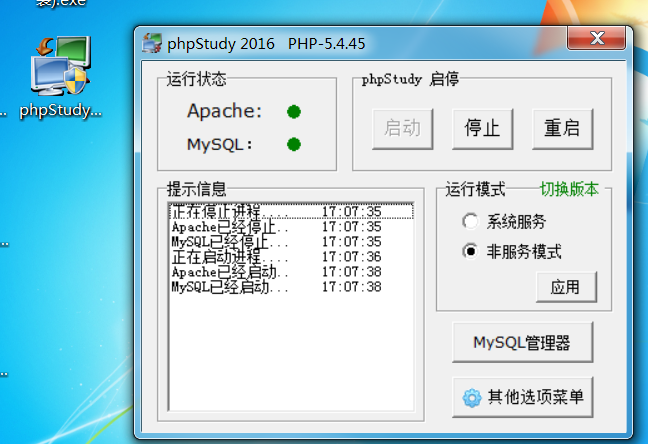 袭).exe
phpStudy...
phpStudy 2016 PHP-5.4.45
运行状态
Apache:
MySQL:
phpStudy 启停
启动
停止
重启
提示信息
正在停止进程.... 17:07:35
Apache已经停止.. 17:07:35
MySQL已经停止... 17:07:35
正在启动进程.... 17:07:36
Apache已经启动.. 17:07:38
MySQL已经启动... 17:07:38
运行模式
切换版本
系统服务
非服务模式
应用
MySQL管理器
其他选项菜单